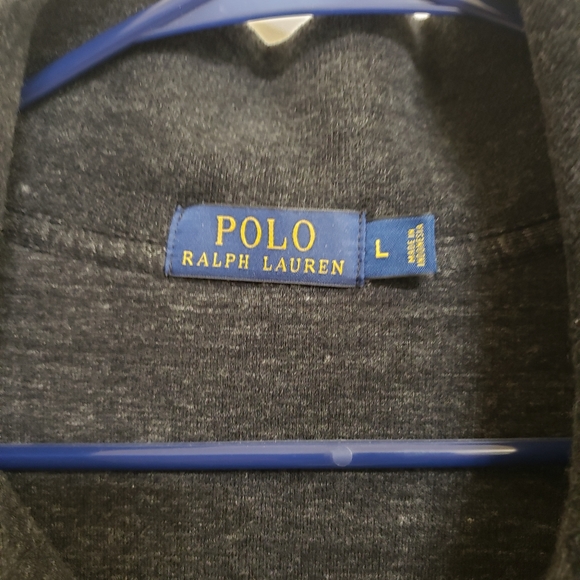 POLO
RALPH LAUREN
L
MADE IN
INDONESIA